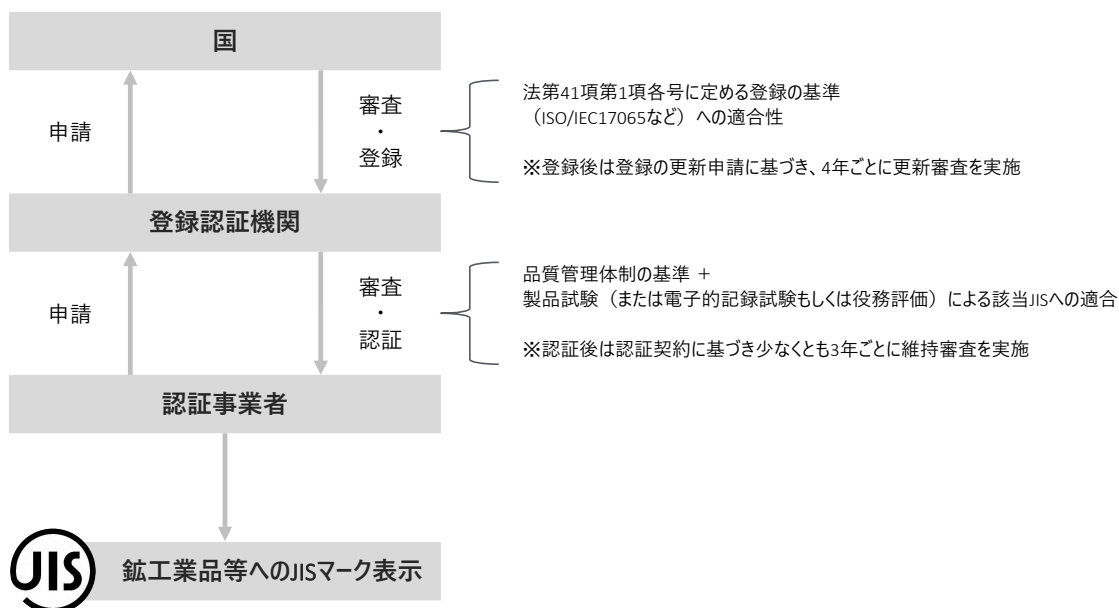 国
申請
審査
・
登録
法第41項第1項各号に定める登録の基準
（ISO/IEC17065など）への適合性
※登録後は登録の更新申請に基づき、4年ごとに更新審査を実施
登録認証機関
申請
審査
・
認証
品質管理体制の基準 +
製品試験（または電子的記録試験もしくは役務評価）による該当JISへの適合
※認証後は認証契約に基づき少なくとも3年ごとに維持審査を実施
認証事業者
JIS
鉱工業品等へのJISマーク表示